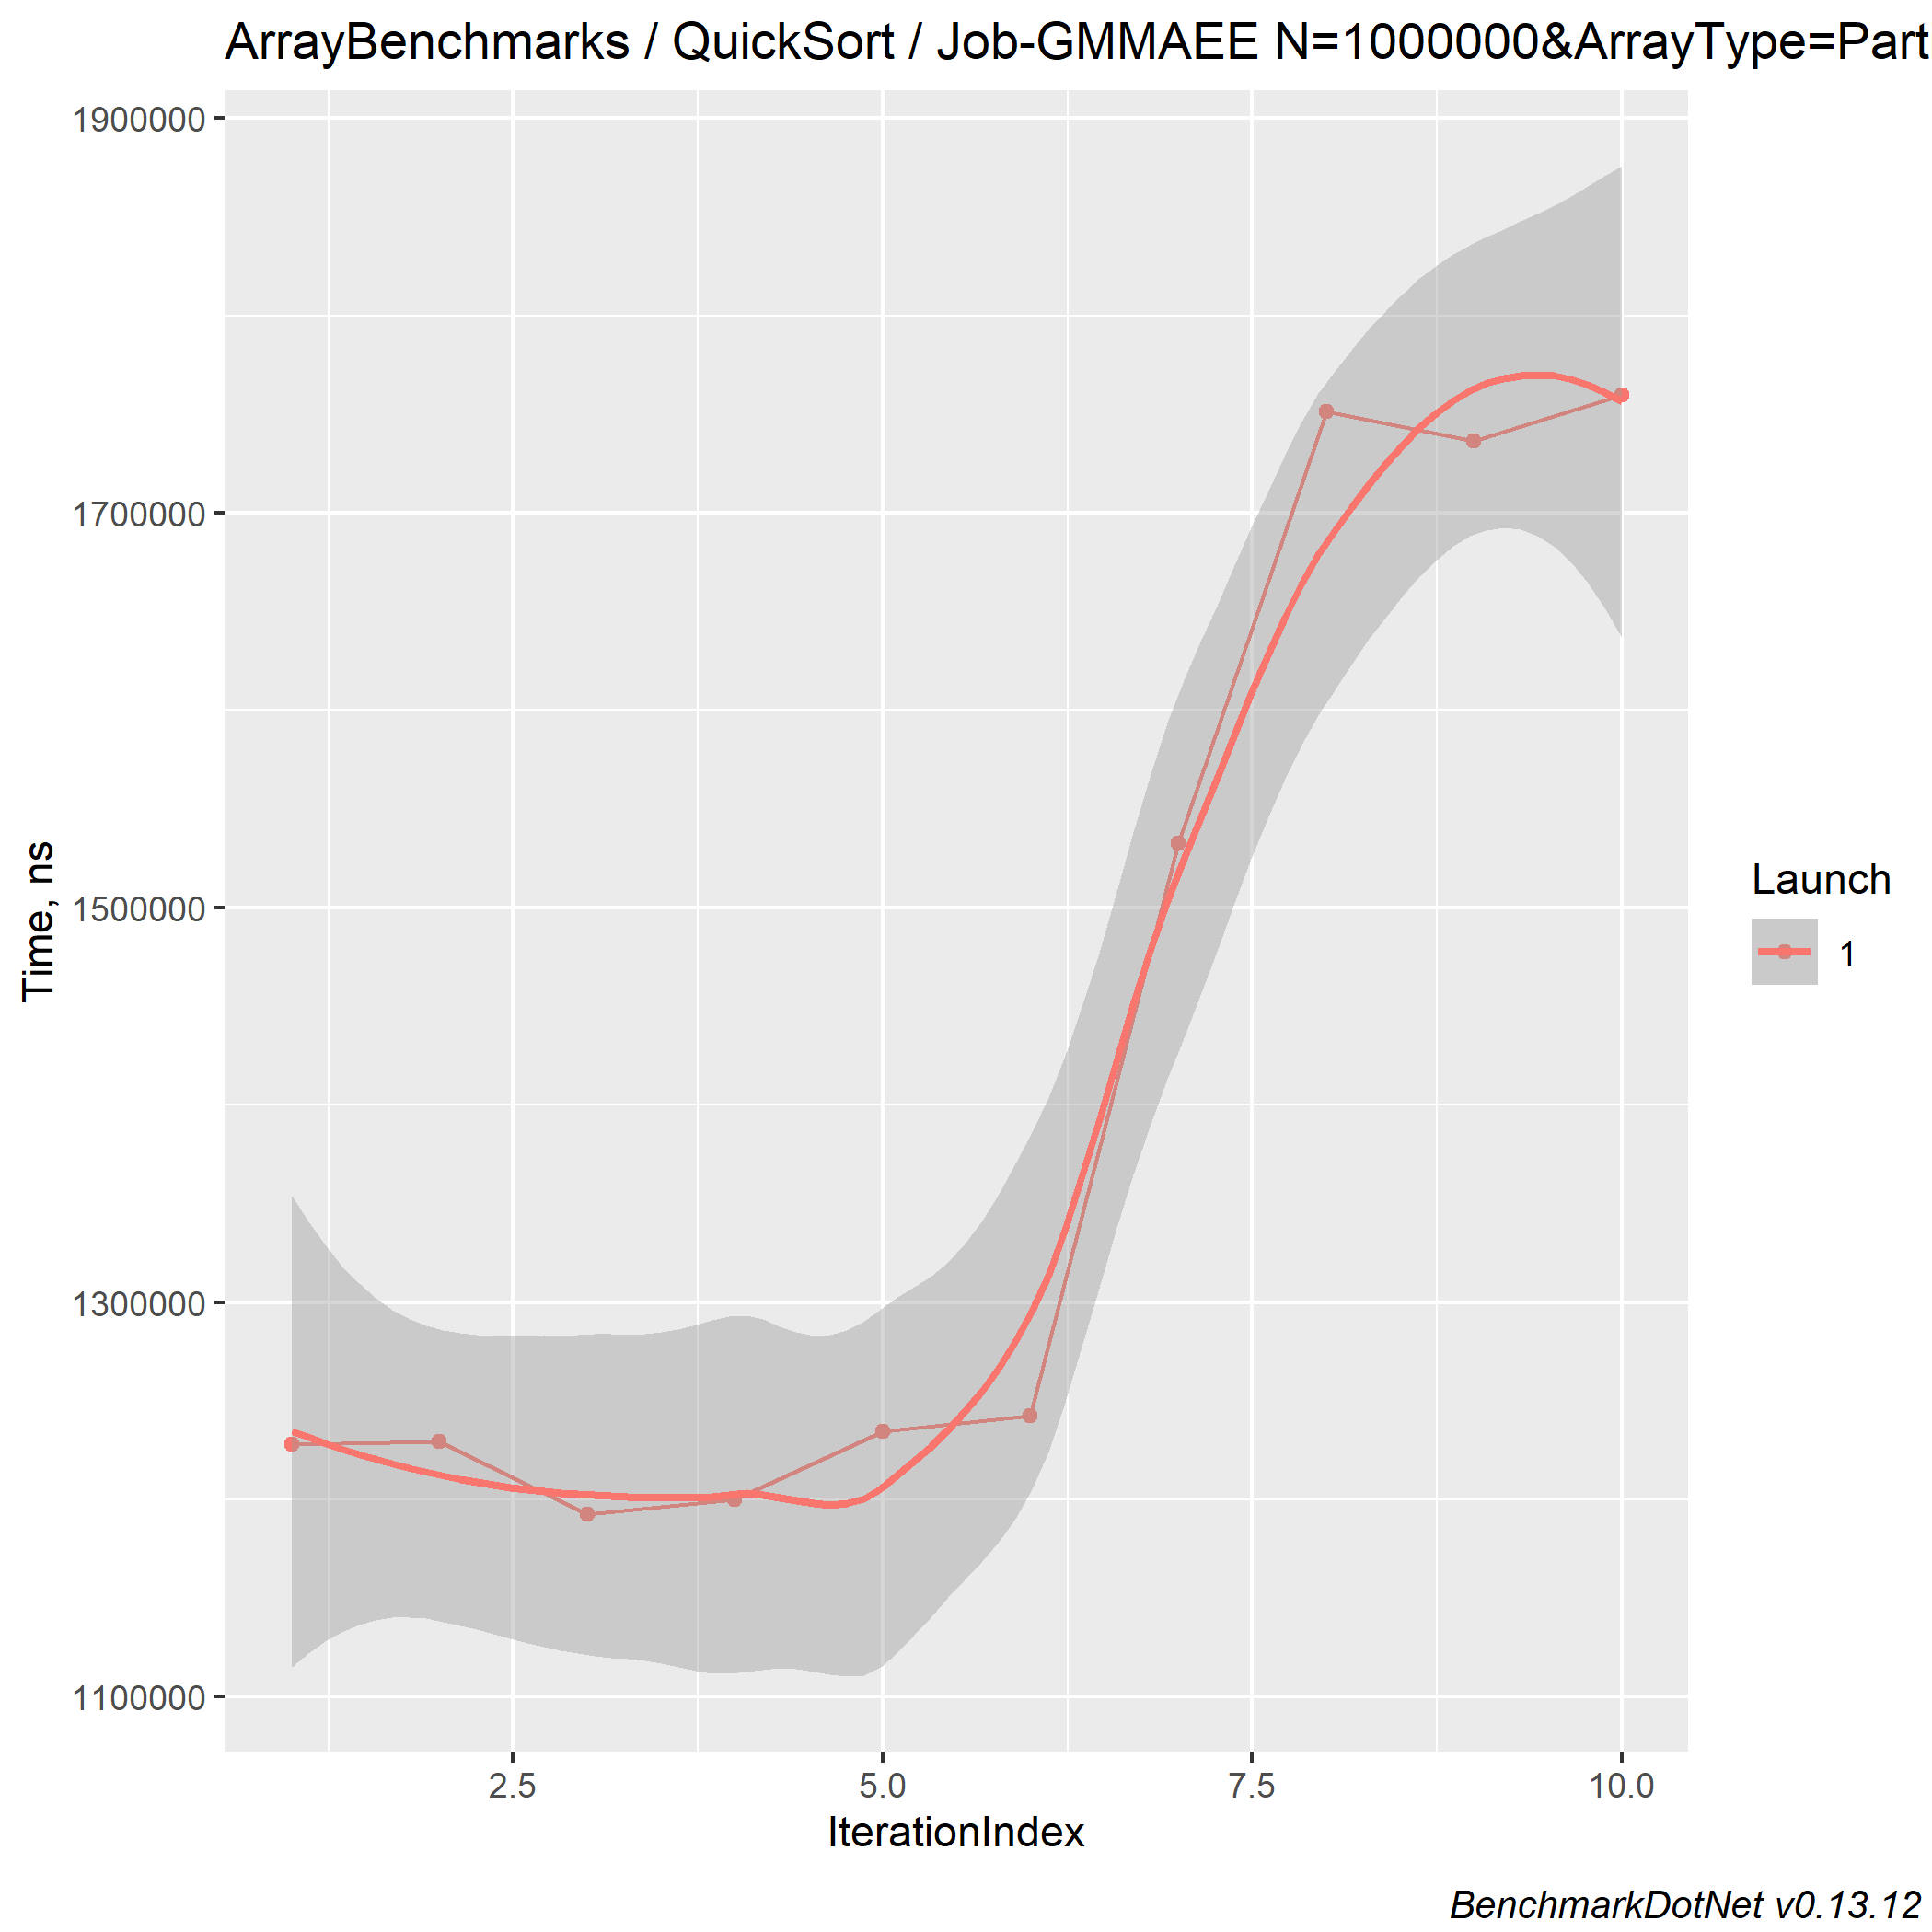 ArrayBenchmarks / QuickSort / Job-GMMAEE N=1000000&ArrayType=Part
1900000
1700000
1500000
1300000
1100000
Time, ns
2.5
5.0
7.5
10.0
IterationIndex
Launch
1
BenchmarkDotNet v0.13.12